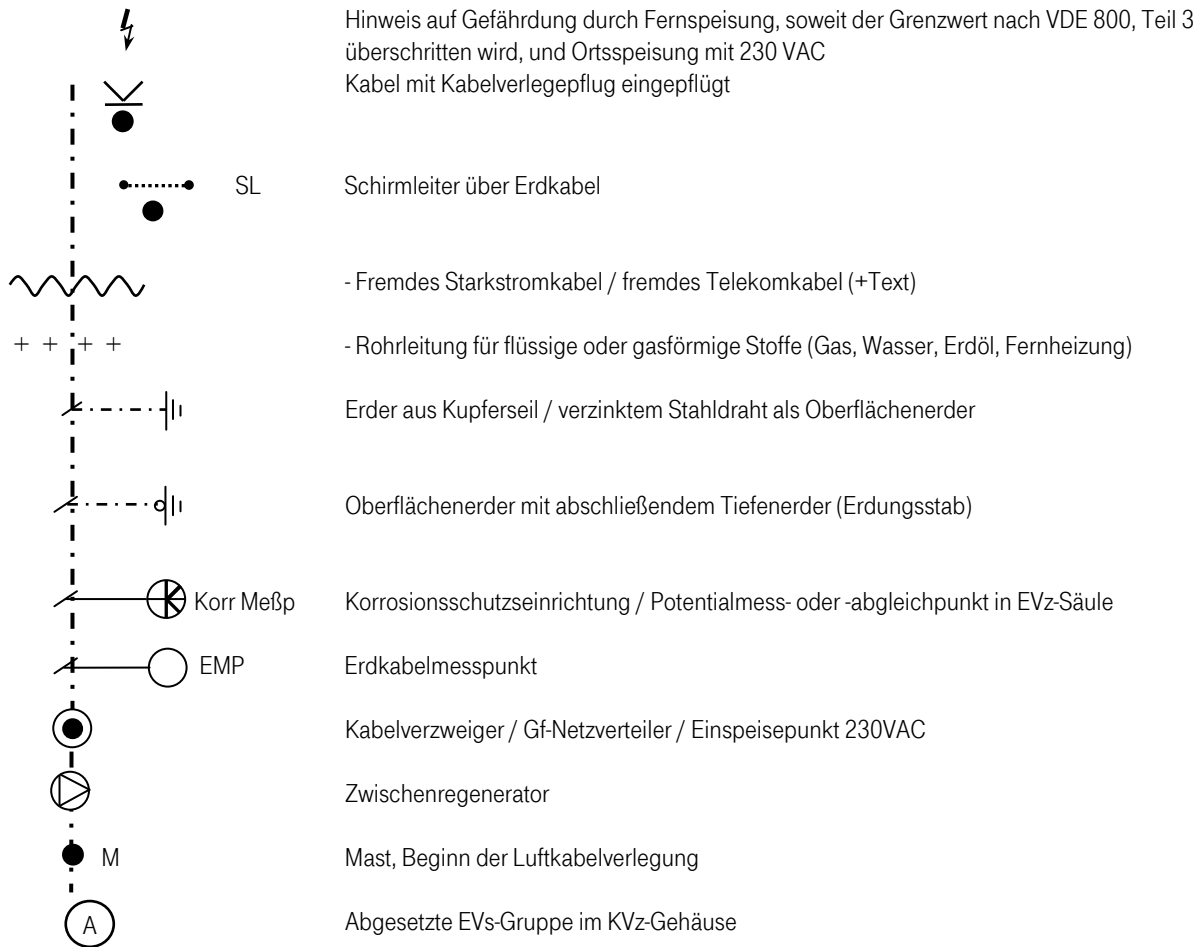 Hinweis auf Gefährdung durch Fernspeisung, soweit der Grenzwert nach VDE 800, Teil 3
überschritten wird, und Ortsspeisung mit 230 VAC
Kabel mit Kabelverlegepflug eingepflügt
SL Schirmleiter über Erdkabel
- Fremdes Starkstromkabel / fremdes Telekomkabel (+Text)
+ + + + - Rohrleitung für flüssige oder gasförmige Stoffe (Gas, Wasser, Erdöl, Fernheizung)
Erder aus Kupferseil / verzinktem Stahldraht als Oberflächenerder
Oberflächenerder mit abschließendem Tiefenerder (Erdungsstab)
Korr Meßp Korrosionsschutzseinrichtung / Potentialmess- oder -abgleichpunkt in EVz-Säule
EMP Erdkabelmesspunkt
Kabelverzweiger / Gf-Netzverteiler / Einspeisepunkt 230VAC
Zwischenregenerator
M Mast, Beginn der Luftkabelverlegung
A Abgesetzte EVs-Gruppe im KVz-Gehäuse